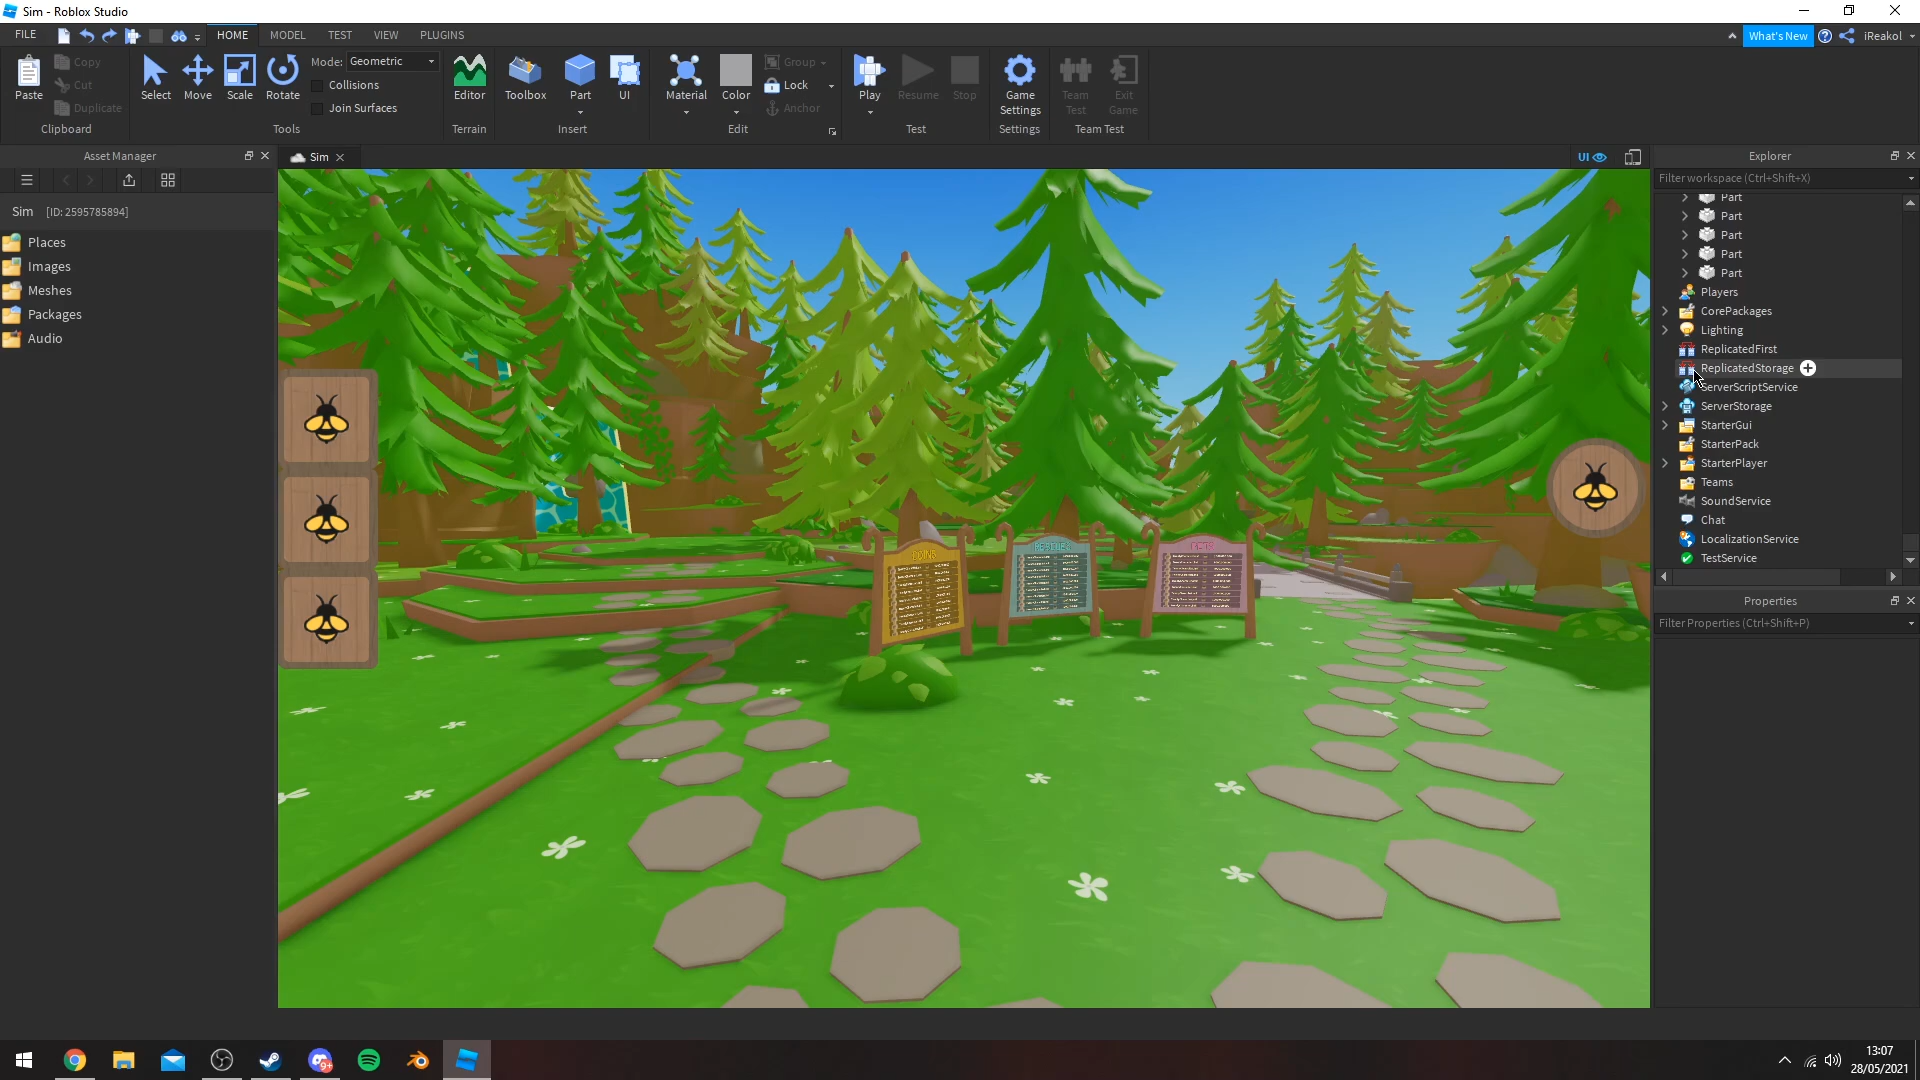 Sim - Roblox Studio
FILE HOME MODEL TEST VIEW PLUGINS What's New iReakol
Paste Copy Cut Duplicate Clipboard
Select Move Scale Rotate Mode: Geometric Collisions Join Surfaces Tools
Editor Terrain
Toolbox Part UI Insert
Material Color Group Lock Anchor Edit
Play Resume Stop Test
Game Settings Settings
Team Test Exit Game Team Test
Asset Manager
Sim [ID: 2595785894]
Places
Images
Meshes
Packages
Audio
Sim
UI
COINS
PETS
Explorer
Filter workspace (Ctrl+Shift+X)
Part
Part
Part
Part
Part
Players
CorePackages
Lighting
ReplicatedFirst
ReplicatedStorage
ServerScriptService
ServerStorage
StarterGui
StarterPack
StarterPlayer
Teams
SoundService
Chat
LocalizationService
TestService
Properties
Filter Properties (Ctrl+Shift+P)
9+
13:07
28/05/2021